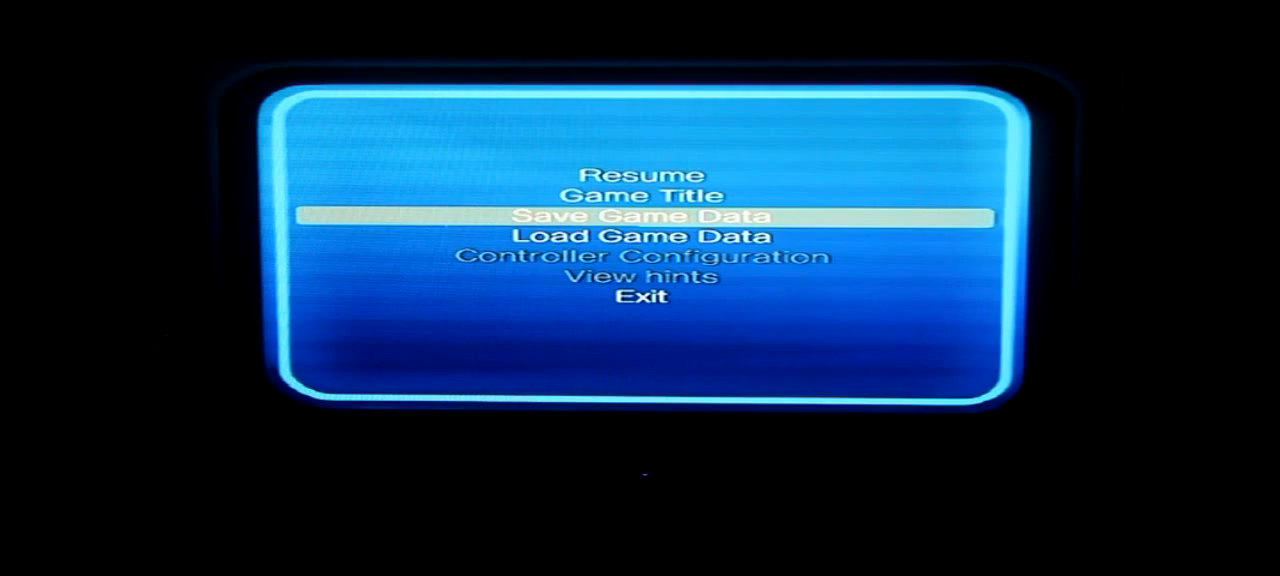 Resume
Game Title
Save Game Data
Load Game Data
Controller Configuration
View hints
Exit